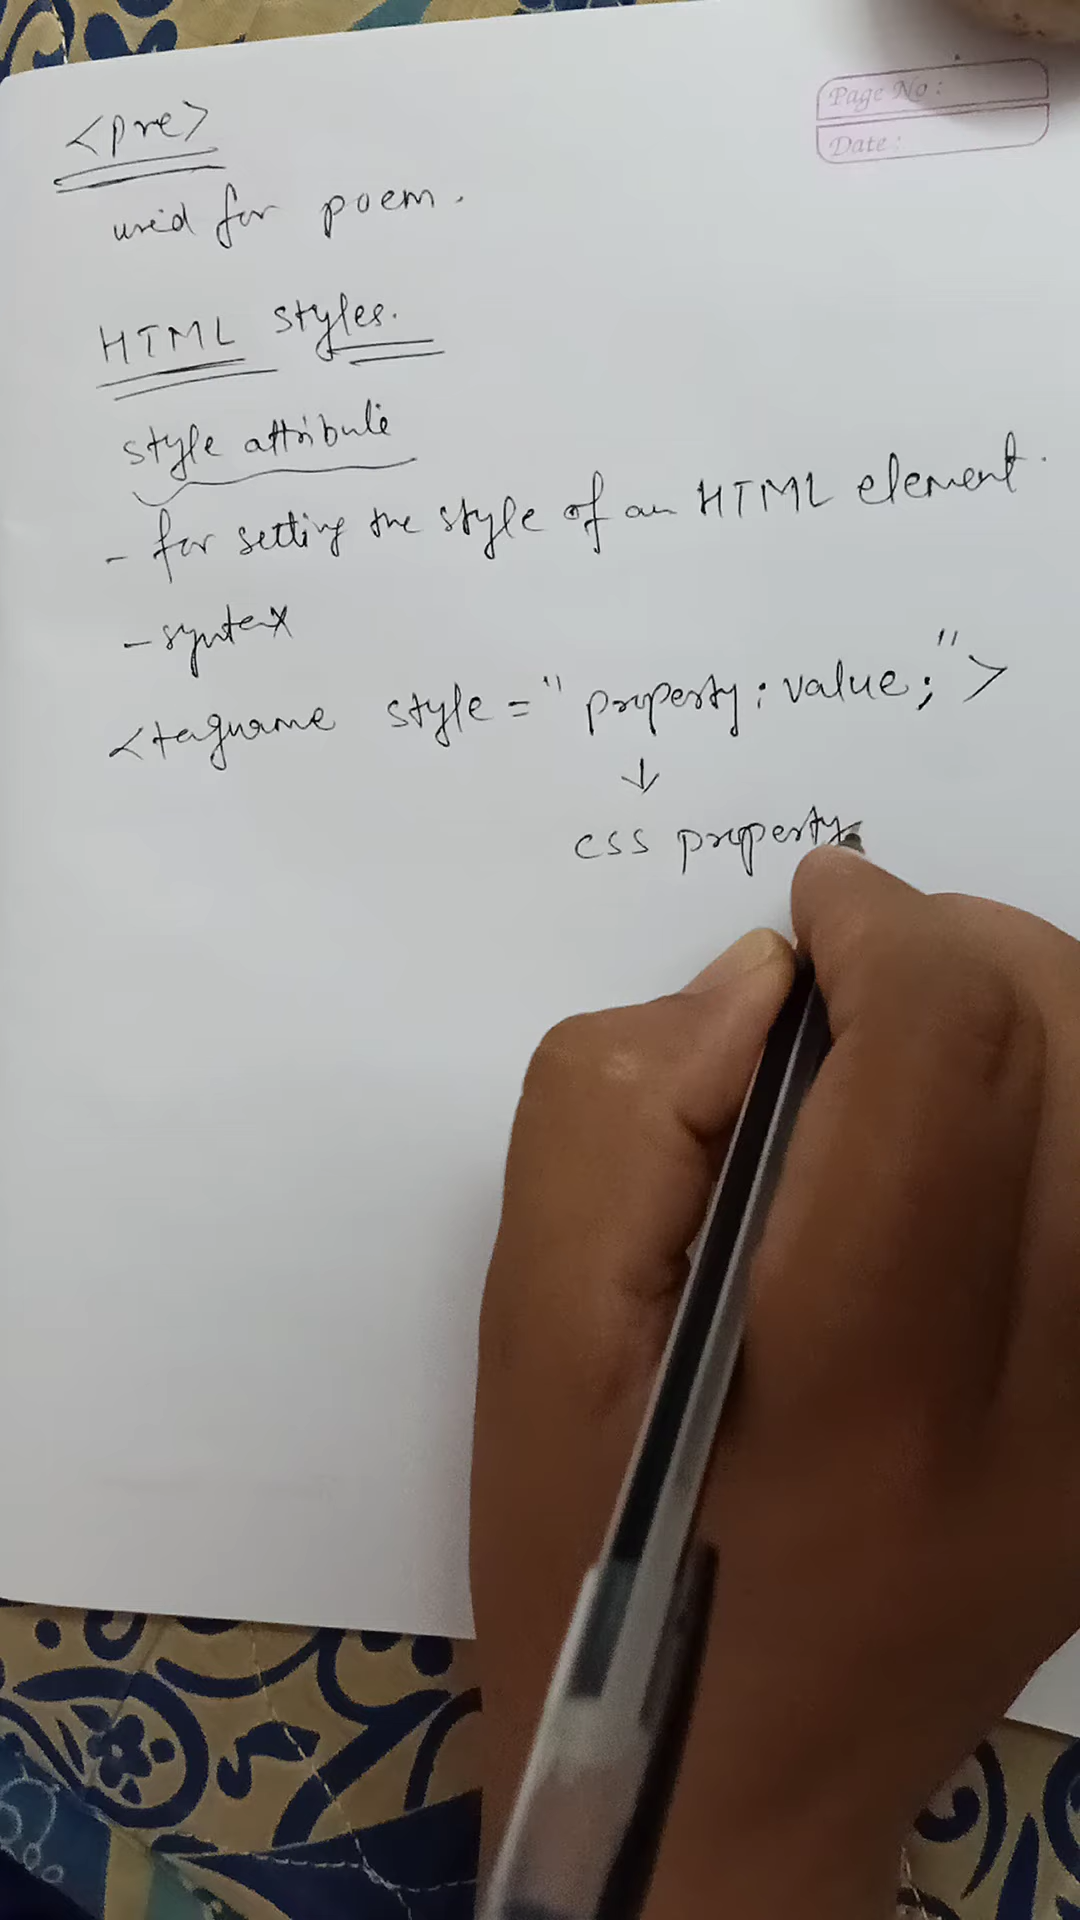 Page No :
Date :
<pre>
used for poem.
HTML styles.
style attribute
- for setting the style of an HTML element.
- syntex
<tagname style = "property : value ;">
↓
css property